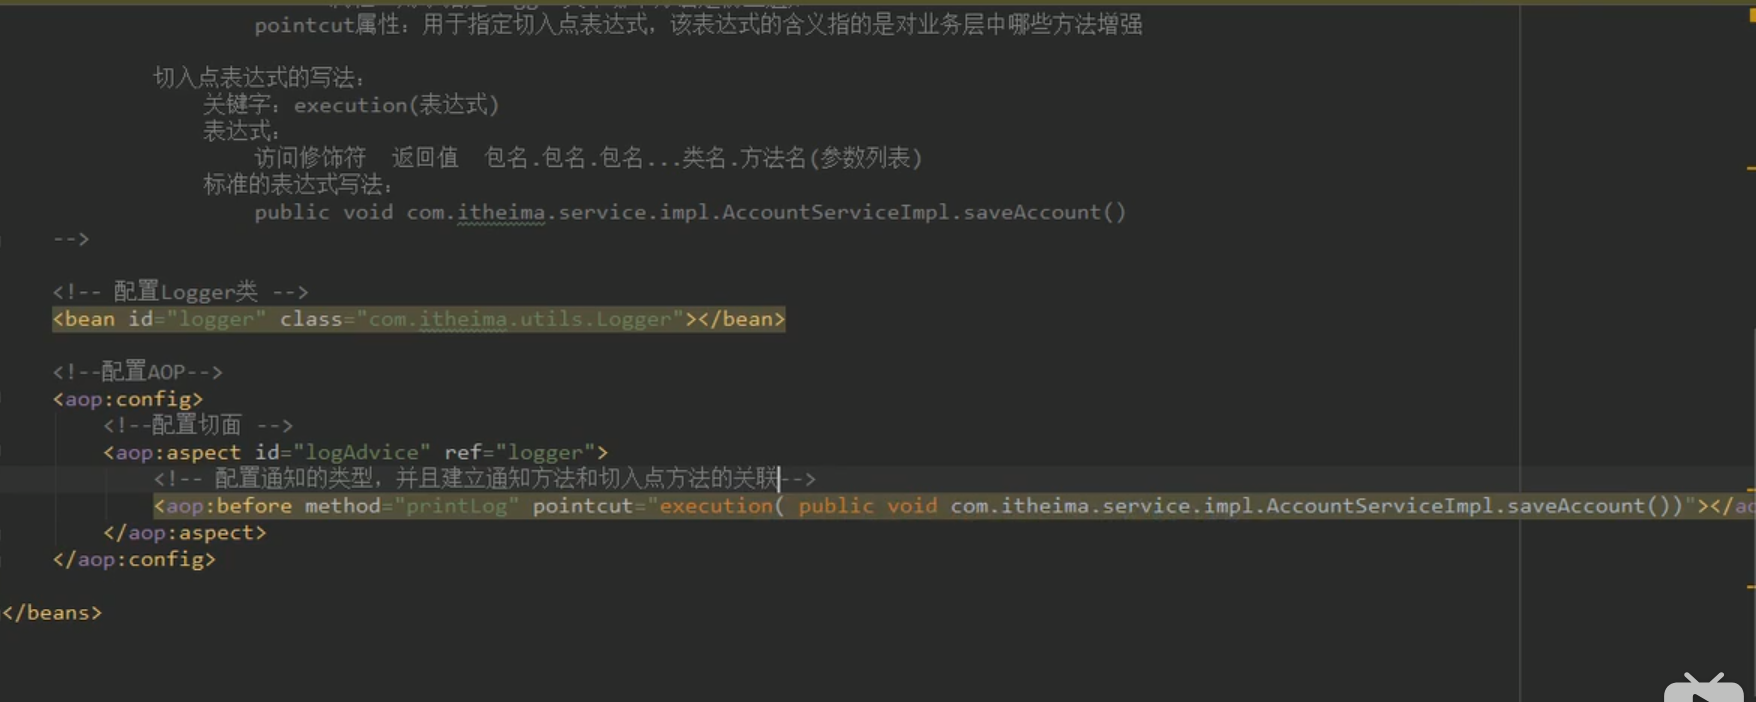 pointcut属性：用于指定切入点表达式，该表达式的含义指的是对业务层中哪些方法增强
切入点表达式的写法：
关键字：execution(表达式)
表达式：
访问修饰符  返回值  包名.包名.包名...类名.方法名(参数列表)
标准的表达式写法：
public void com.itheima.service.impl.AccountServiceImpl.saveAccount()
-->
<!-- 配置Logger类 -->
<bean id="logger" class="com.itheima.utils.Logger"></bean>
<!--配置AOP-->
<aop:config>
<!--配置切面 -->
<aop:aspect id="logAdvice" ref="logger">
<!-- 配置通知的类型，并且建立通知方法和切入点方法的关联-->
<aop:before method="printLog" pointcut="execution( public void com.itheima.service.impl.AccountServiceImpl.saveAccount())"></ao
</aop:aspect>
</aop:config>
</beans>